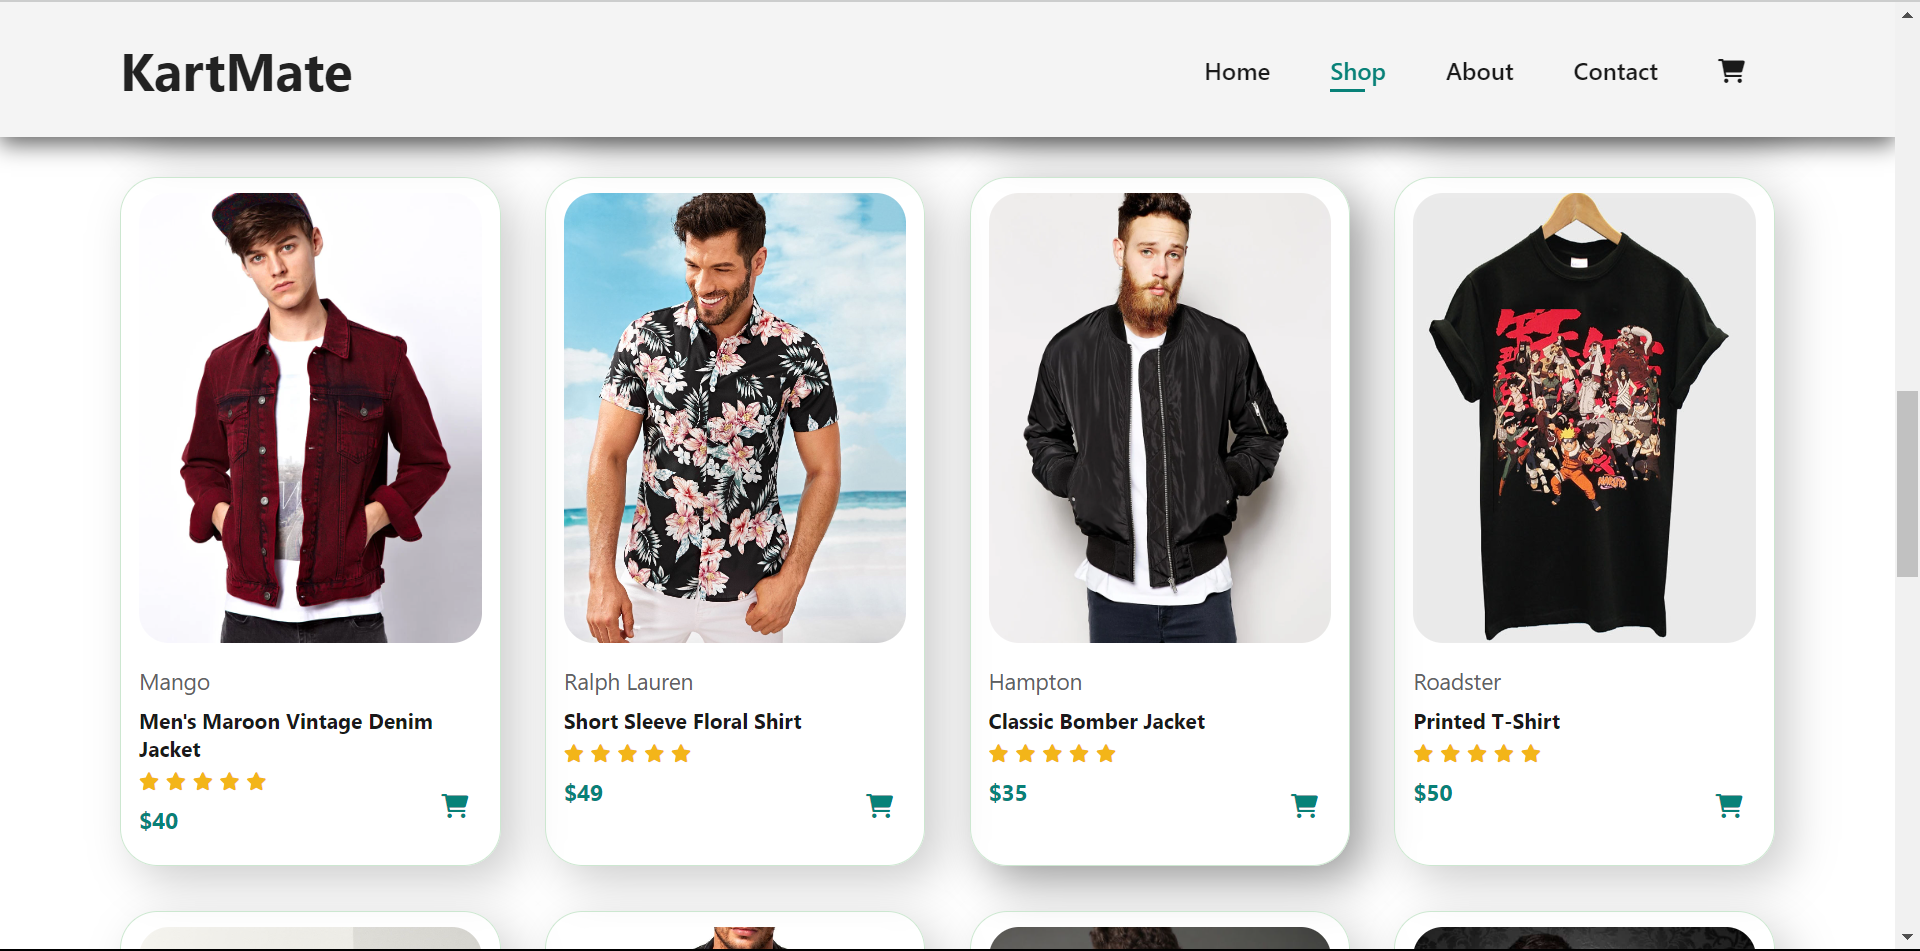 KartMate
Home Shop About Contact
Mango
Men's Maroon Vintage Denim
Jacket
$40
Ralph Lauren
Short Sleeve Floral Shirt
$49
Hampton
Classic Bomber Jacket
$35
Roadster
Printed T-Shirt
$50
NARUTO